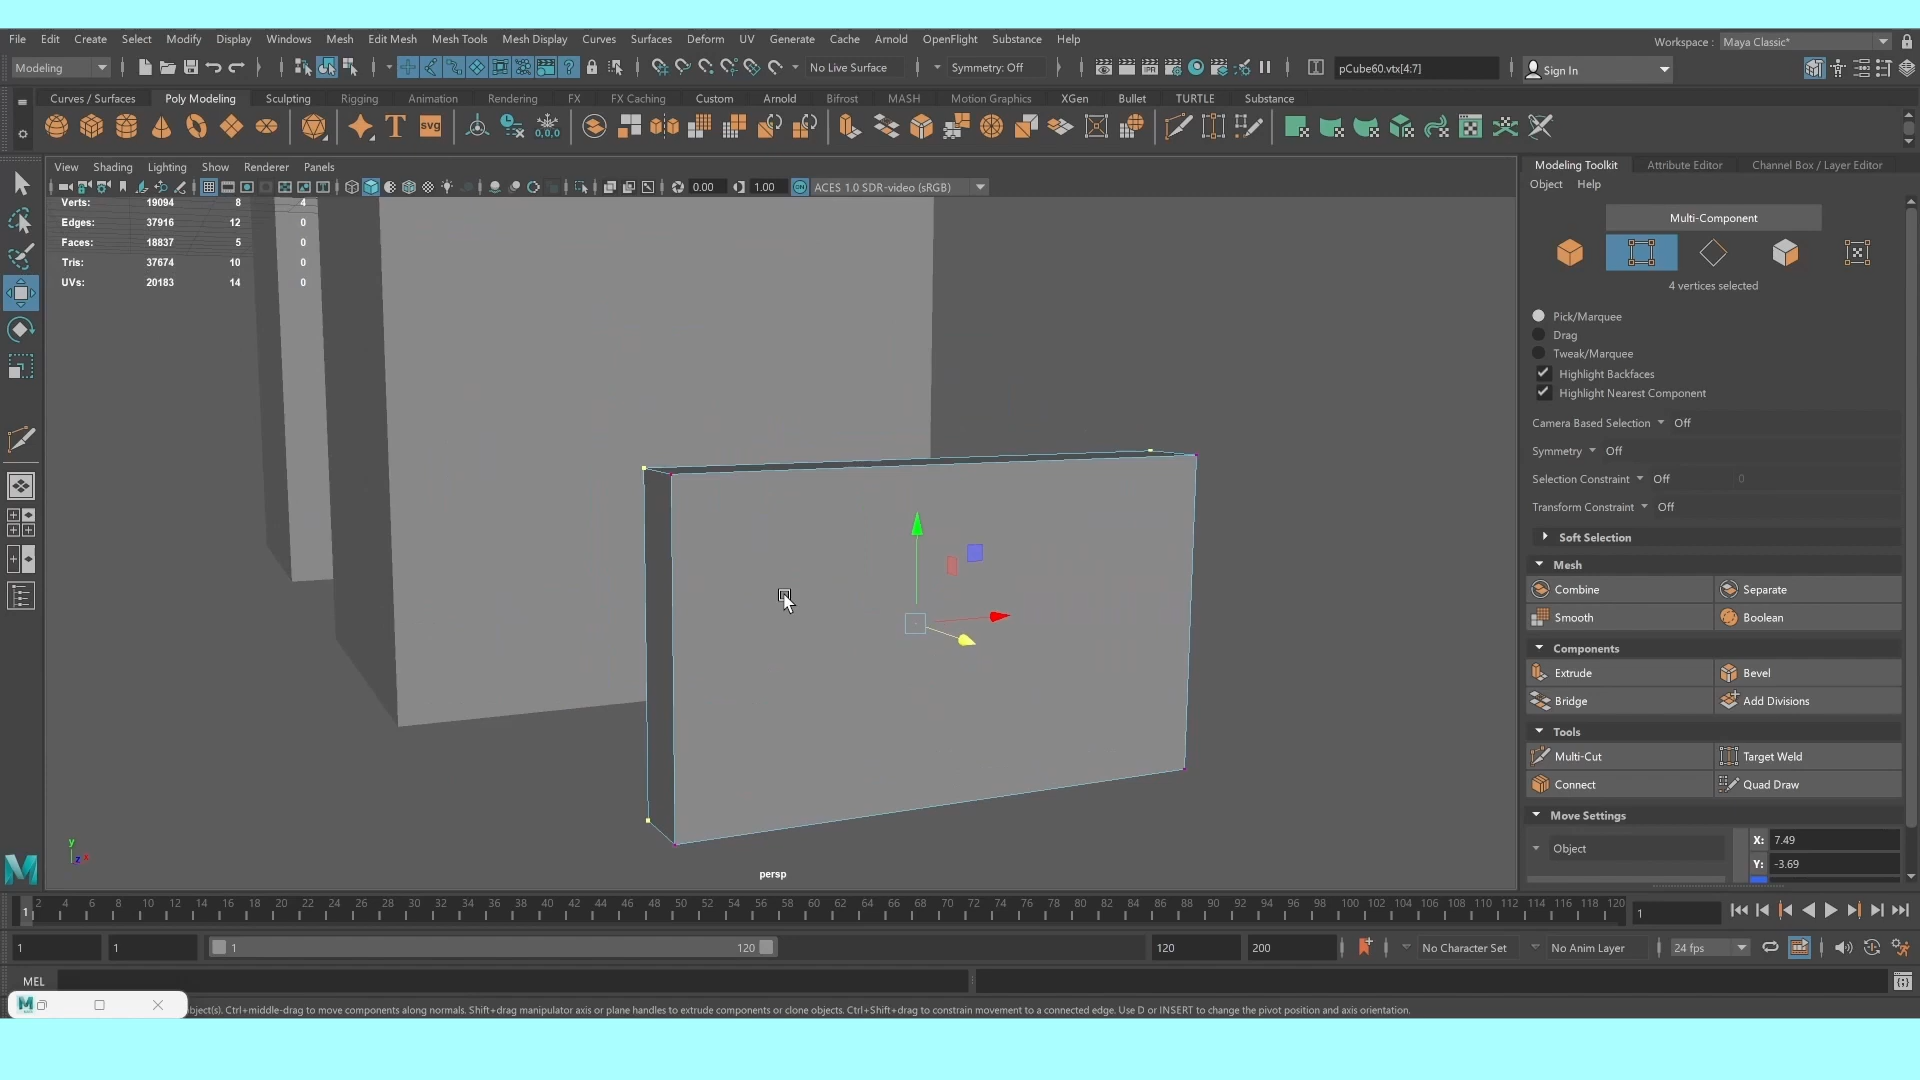 File Edit Create Select Modify Display Windows Mesh Edit Mesh Mesh Tools Mesh Display Curves Surfaces Deform UV Generate Cache Arnold OpenFlight Substance Help Workspace : Maya Classic*
Modeling No Live Surface Symmetry: Off pCube60.vtx[4:7] Sign In
Curves / Surfaces Poly Modeling Sculpting Rigging Animation Rendering FX FX Caching Custom Arnold Bifrost MASH Motion Graphics XGen Bullet TURTLE Substance
T svg 0,0,0
View Shading Lighting Show Renderer Panels
0.00 1.00 ON ACES 1.0 SDR-video (sRGB)
Verts: 19094 8 4
Edges: 37916 12 0
Faces: 18837 5 0
Tris: 37674 10 0
UVs: 20183 14 0
y
z x
persp
Modeling Toolkit Attribute Editor Channel Box / Layer Editor
Object Help
Multi-Component
4 vertices selected
Pick/Marquee
Drag
Tweak/Marquee
Highlight Backfaces
Highlight Nearest Component
Camera Based Selection Off
Symmetry Off
Selection Constraint Off 0
Transform Constraint Off
Soft Selection
Mesh
Combine Separate
Smooth Boolean
Components
Extrude Bevel
Bridge Add Divisions
Tools
Multi-Cut Target Weld
Connect Quad Draw
Move Settings
Object X: 7.49
Y: -3.69
1 2 4 6 8 10 12 14 16 18 20 22 24 26 28 30 32 34 36 38 40 42 44 46 48 50 52 54 56 58 60 62 64 66 68 70 72 74 76 78 80 82 84 86 88 90 92 94 96 98 100 102 104 106 108 110 112 114 116 118 120 1
1 1 1 120 120 200 No Character Set No Anim Layer 24 fps
MEL
M
bject(s). Ctrl+middle-drag to move components along normals. Shift+drag manipulator axis or plane handles to extrude components or clone objects. Ctrl+Shift+drag to constrain movement to a connected edge. Use D or INSERT to change the pivot position and axis orientation.